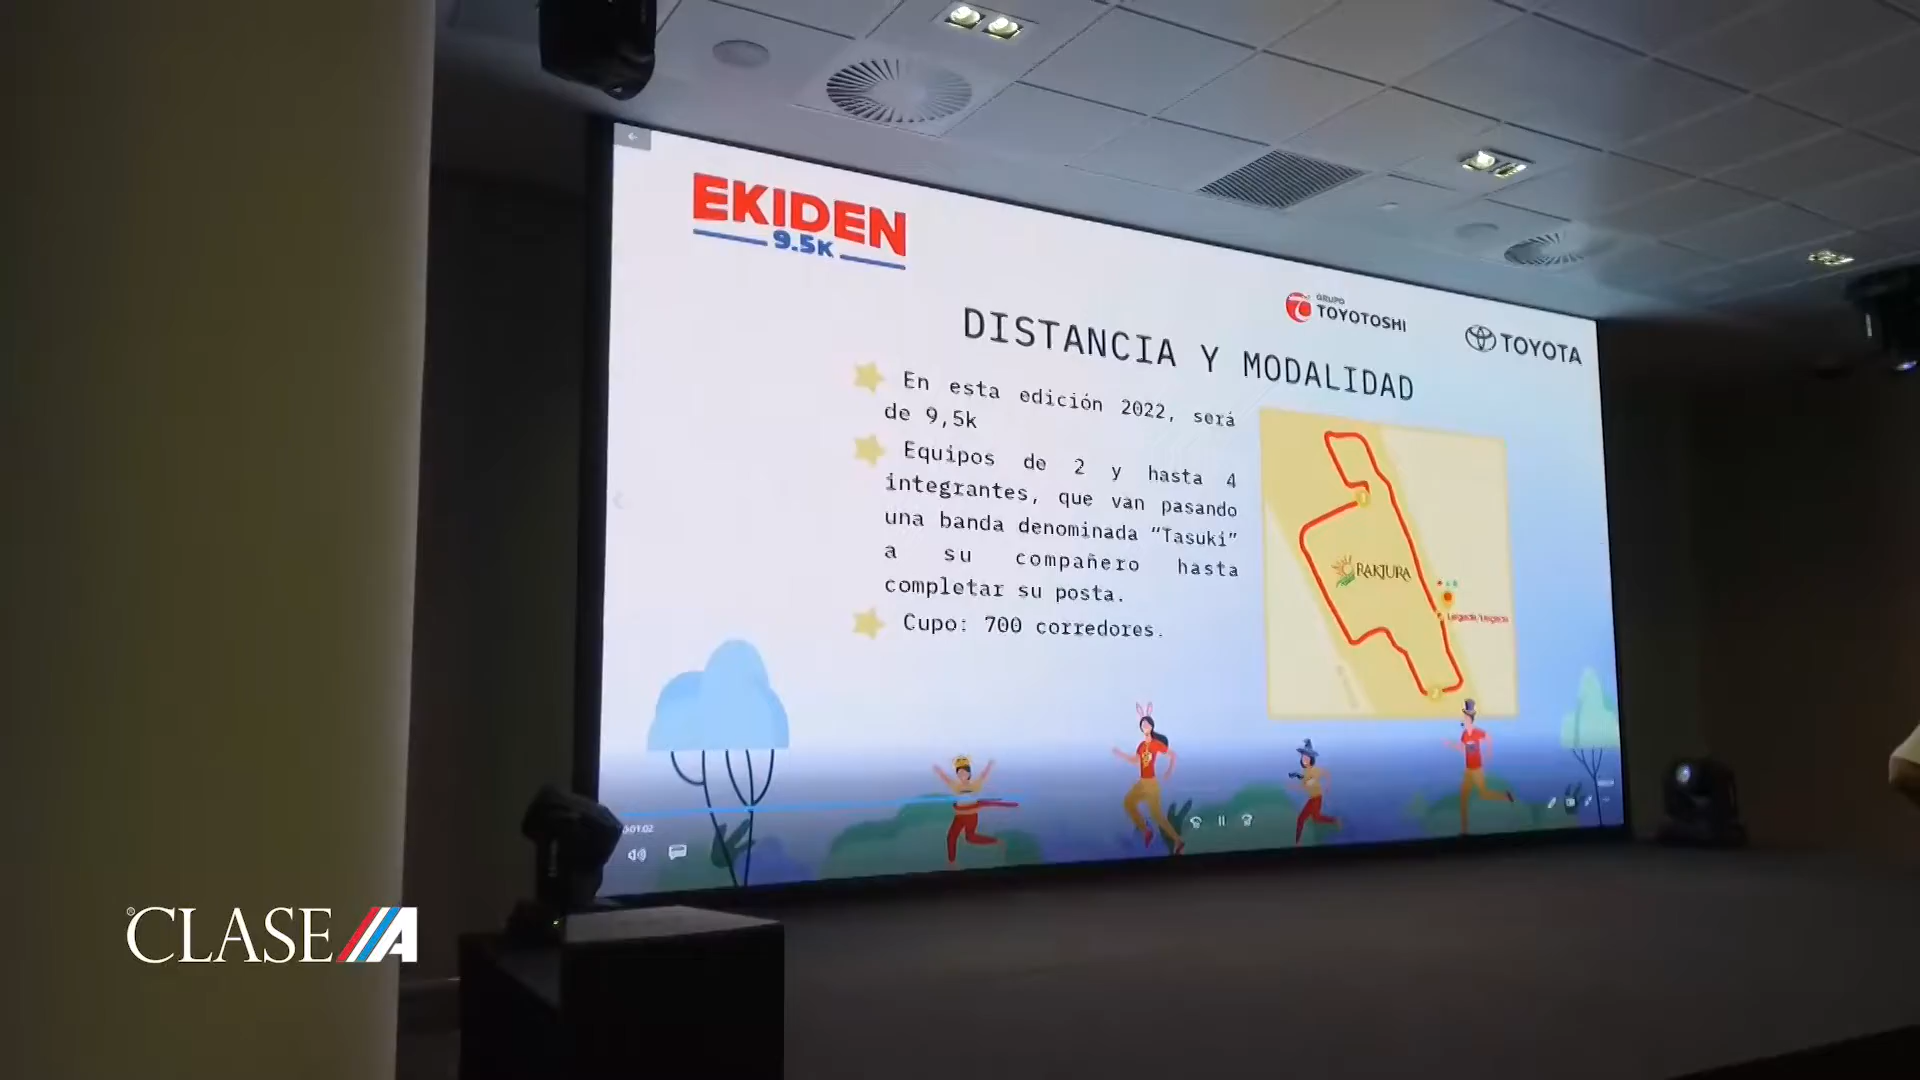 EKIDEN
9.5K
GRUPO
TOYOTOSHI
TOYOTA
DISTANCIA Y MODALIDAD
En esta edición 2022, será
de 9,5k
Equipos de 2 y hasta 4
integrantes, que van pasando
una banda denominada “Tasuki”
a su compañero hasta
completar su posta.
Cupo: 700 corredores.
RAKIURA
CLASE A